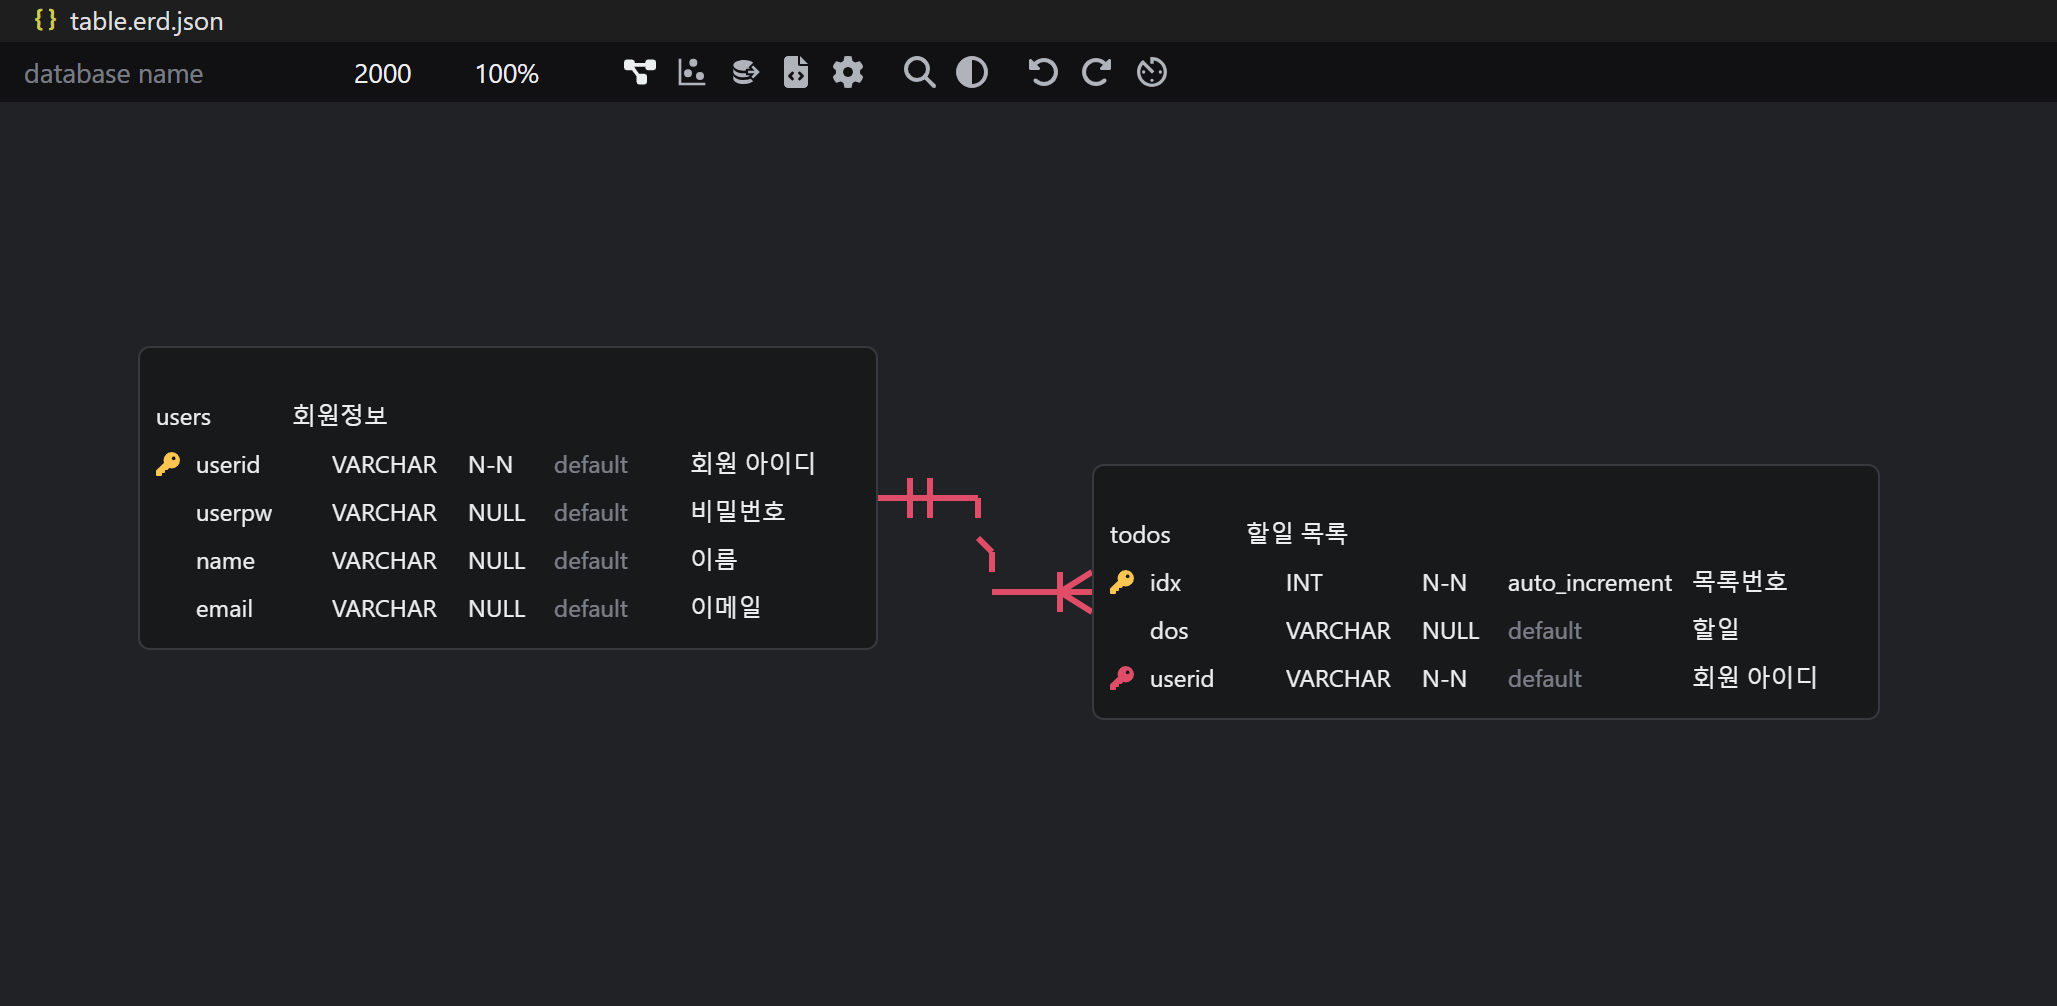 {} table.erd.json
database name 2000 100%
users 회원정보
userid VARCHAR N-N default 회원 아이디
userpw VARCHAR NULL default 비밀번호
name VARCHAR NULL default 이름
email VARCHAR NULL default 이메일
todos 할일 목록
idx INT N-N auto_increment 목록번호
dos VARCHAR NULL default 할일
userid VARCHAR N-N default 회원 아이디